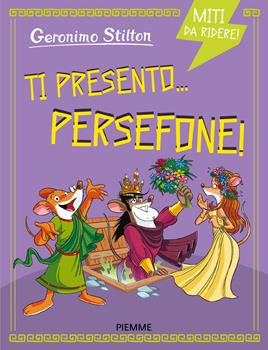 Geronimo Stilton
MITI
DA RIDERE!
TI PRESENTO...
PERSEFONE!
PIEMME